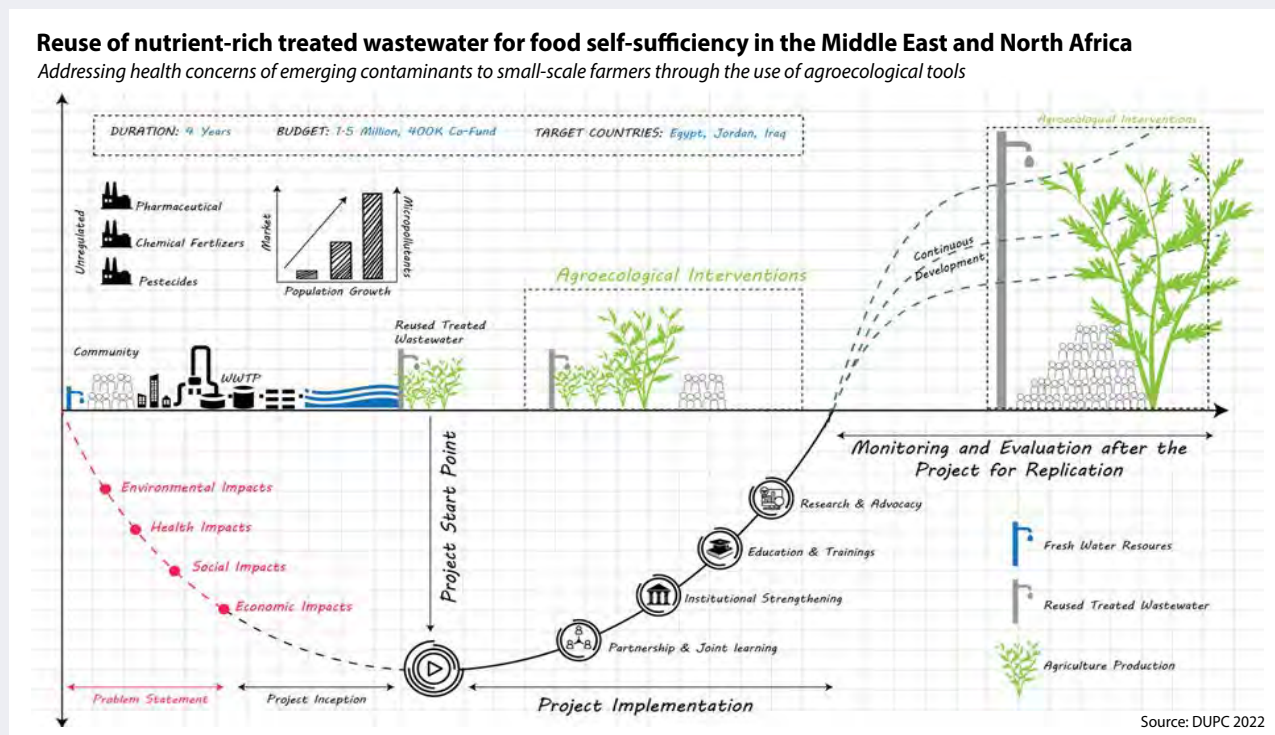 Reuse of nutrient-rich treated wastewater for food self-sufficiency in the Middle East and North Africa
Addressing health concerns of emerging contaminants to small-scale farmers through the use of agroecological tools
DURATION: 4 Years
BUDGET: 1.5 Million, 400K Co-Fund
TARGET COUNTRIES: Egypt, Jordan, Iraq
Agroecological Interventions
Unregulated
Pharmaceutical
Chemical Fertlizers
Pestecides
Market
Micropollutants
Population Growth
Agroecological Interventions
Continuous
Development
Community
WWTP
Reused Treated
Wastewater
Monitoring and Evaluation after the
Project for Replication
Environmental Impacts
Health Impacts
Social Impacts
Economic Impacts
Project Start Point
Research & Advocacy
Education & Trainings
Institutional Strengthening
Partnership & Joint learning
Fresh Water Resoures
Reused Treated Wastewater
Agriculture Production
Problem Statement
Project Inception
Project Implementation
Source: DUPC 2022